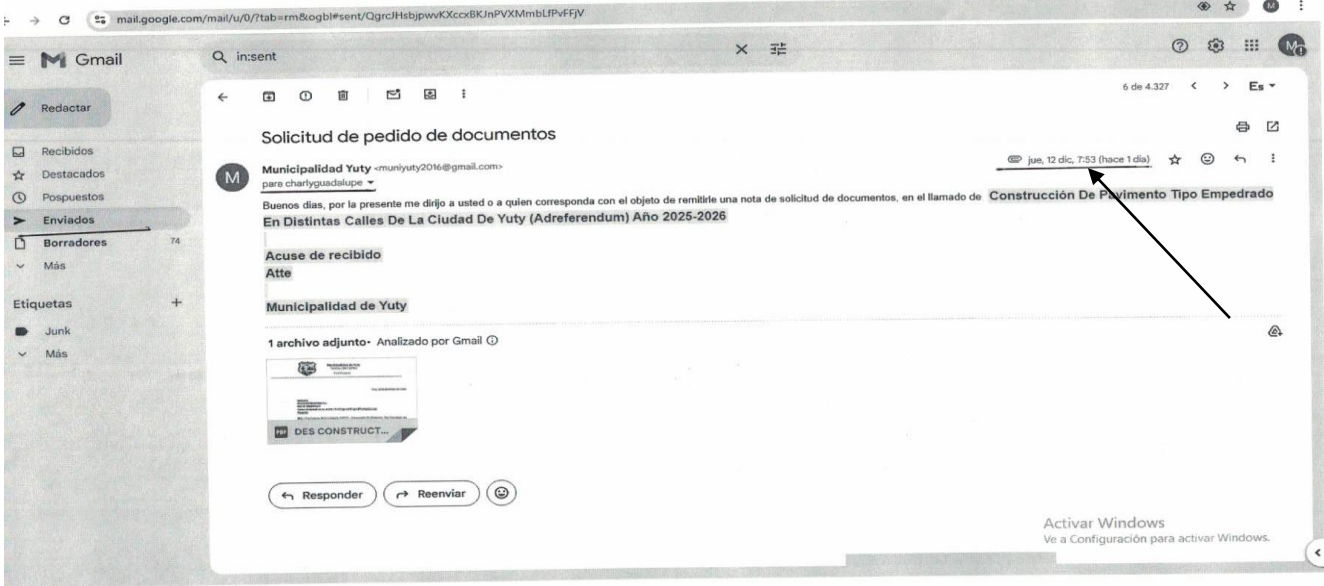 mail.google.com/mail/u/0/?tab=rm&ogbl#sent/QgrcJHsbjpwvKXccxBKJnPVXMmbLfPvFFjV
M
Gmail
in:sent
Redactar
6 de 4.327
Es
Solicitud de pedido de documentos
Recibidos
Destacados
Pospuestos
Enviados
Borradores 74
Más
Etiquetas
Junk
Más
M
Municipalidad Yuty <muniyuty2016@gmail.com>
jue, 12 dic, 7:53 (hace 1 día)
para charlyguadalupe
Buenos dias, por la presente me dirijo a usted o a quien corresponda con el objeto de remitirle una nota de solicitud de documentos, en el llamado de Construcción De Pavimento Tipo Empedrado
En Distintas Calles De La Ciudad De Yuty (Adreferendum) Año 2025-2026
Acuse de recibido
Atte
Municipalidad de Yuty
1 archivo adjunto • Analizado por Gmail
PDF DES CONSTRUCT...
Responder
Reenviar
Activar Windows
Ve a Configuración para activar Windows.